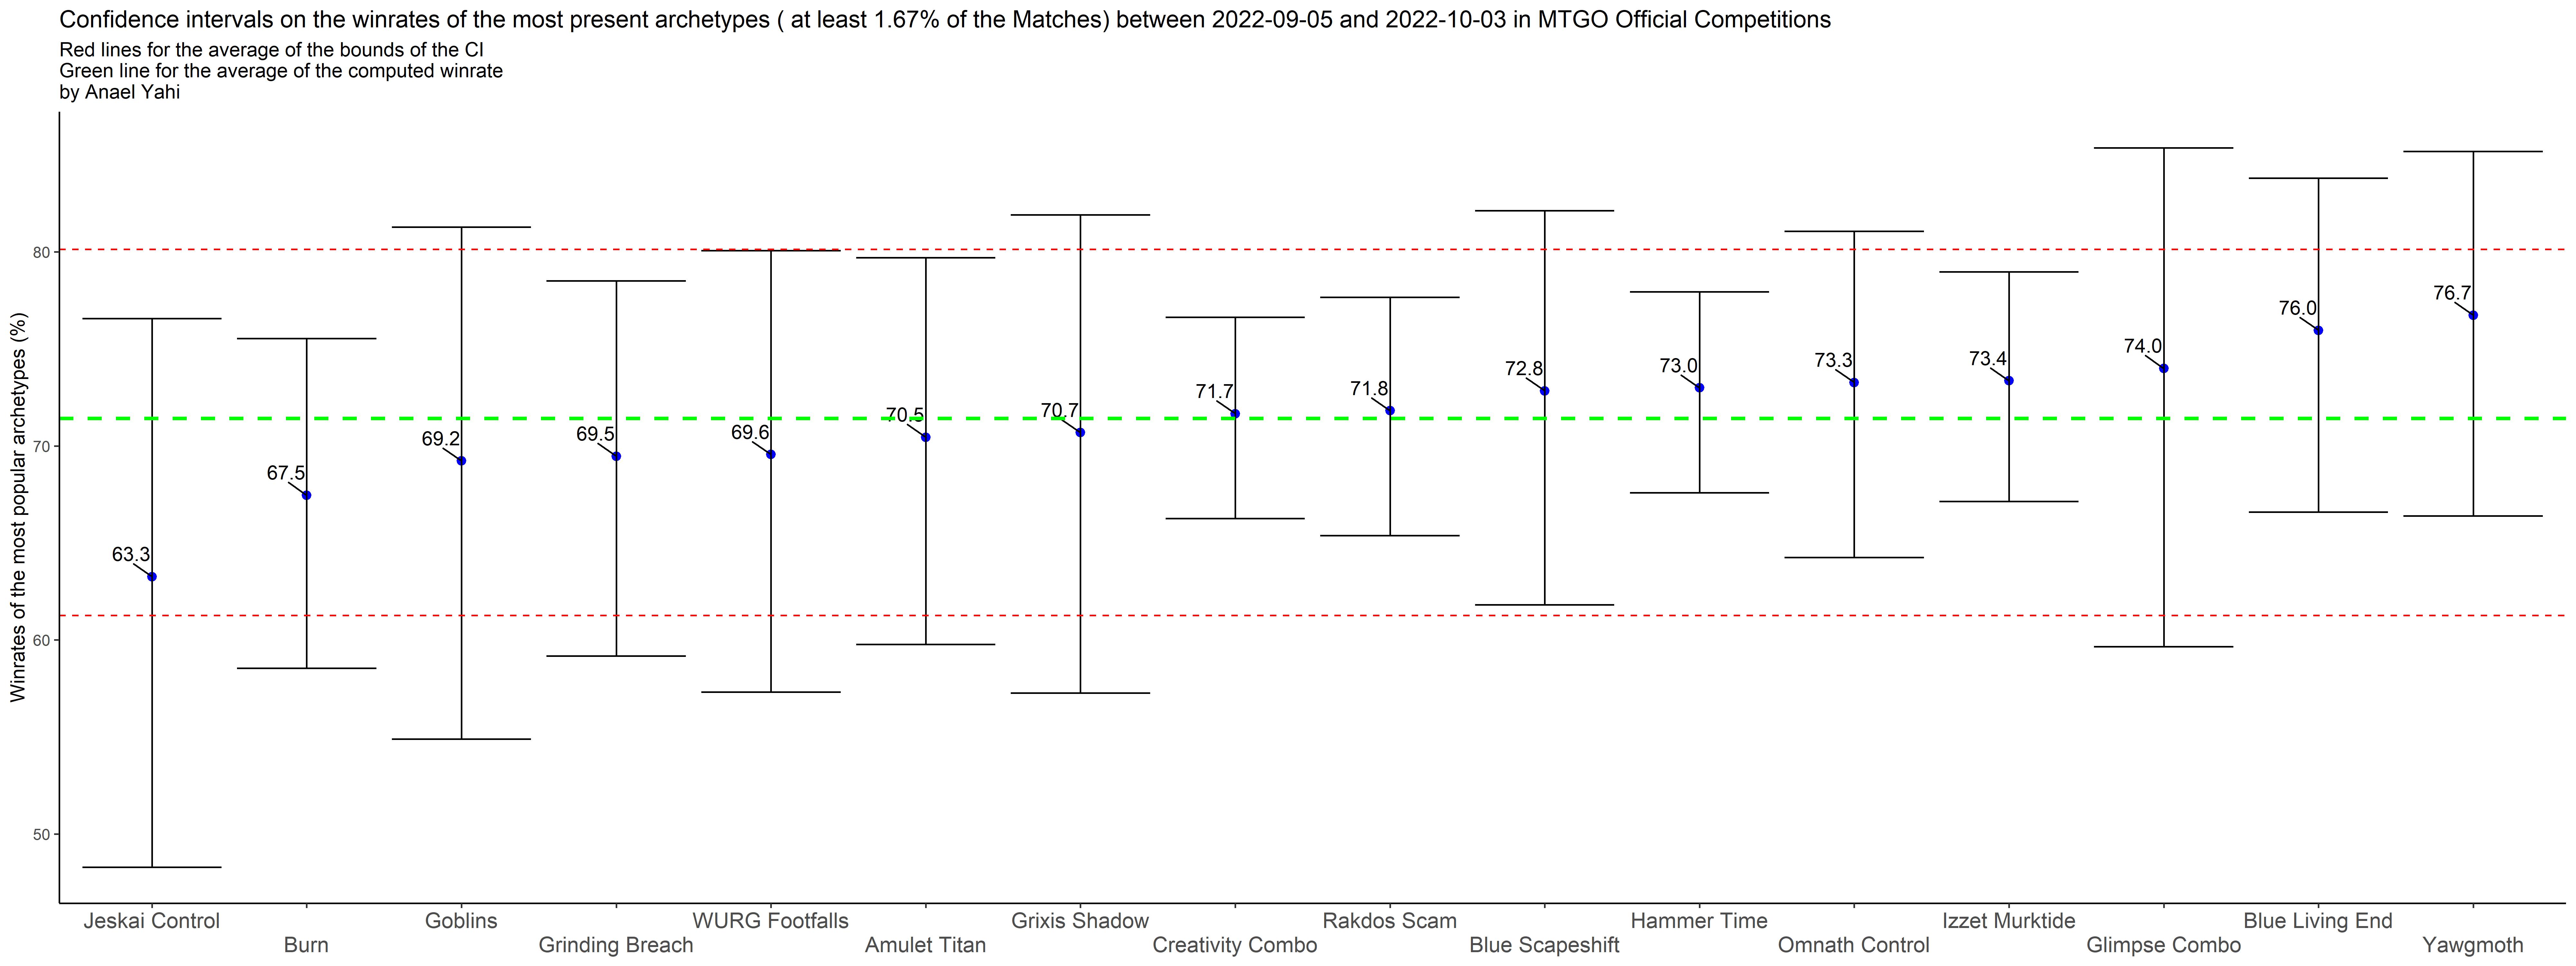 Confidence intervals on the winrates of the most present archetypes ( at least 1.67% of the Matches) between 2022-09-05 and 2022-10-03 in MTGO Official Competitions
Red lines for the average of the bounds of the CI
Green line for the average of the computed winrate
by Anael Yahi
Winrates of the most popular archetypes (%)
80
70
60
50
63.3
67.5
69.2
69.5
69.6
70.5
70.7
71.7
71.8
72.8
73.0
73.3
73.4
74.0
76.0
76.7
Jeskai Control
Burn
Goblins
Grinding Breach
WURG Footfalls
Amulet Titan
Grixis Shadow
Creativity Combo
Rakdos Scam
Blue Scapeshift
Hammer Time
Omnath Control
Izzet Murktide
Glimpse Combo
Blue Living End
Yawgmoth